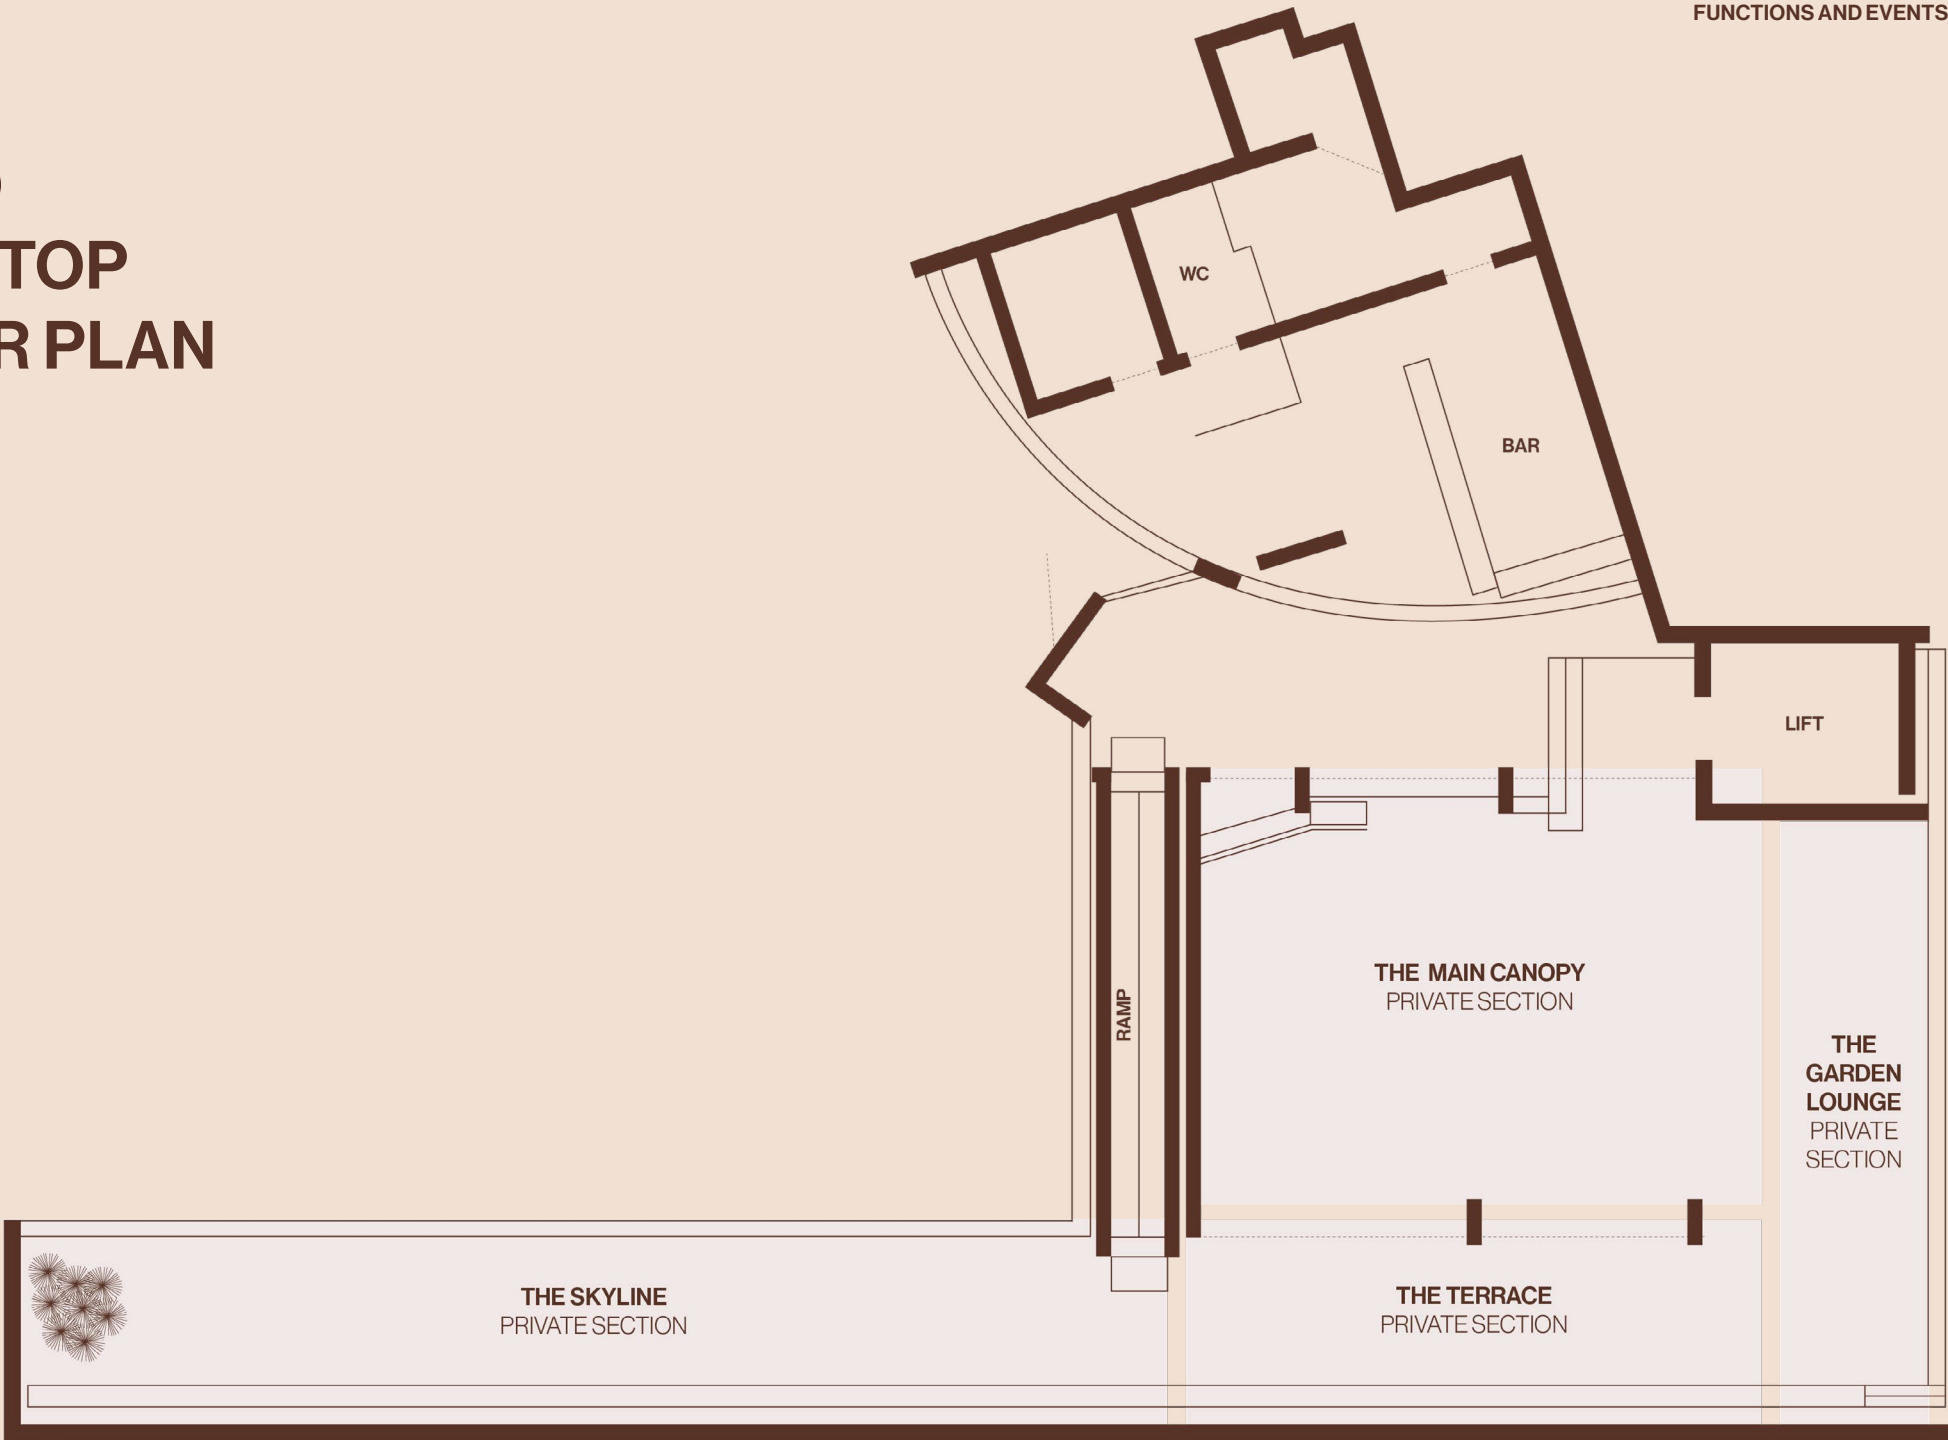 FUNCTIONS AND EVENTS
TOP
PLAN
WC
BAR
LIFT
THE MAIN CANOPY
PRIVATE SECTION
RAMP
THE
GARDEN
LOUNGE
PRIVATE
SECTION
THE SKYLINE
PRIVATE SECTION
THE TERRACE
PRIVATE SECTION